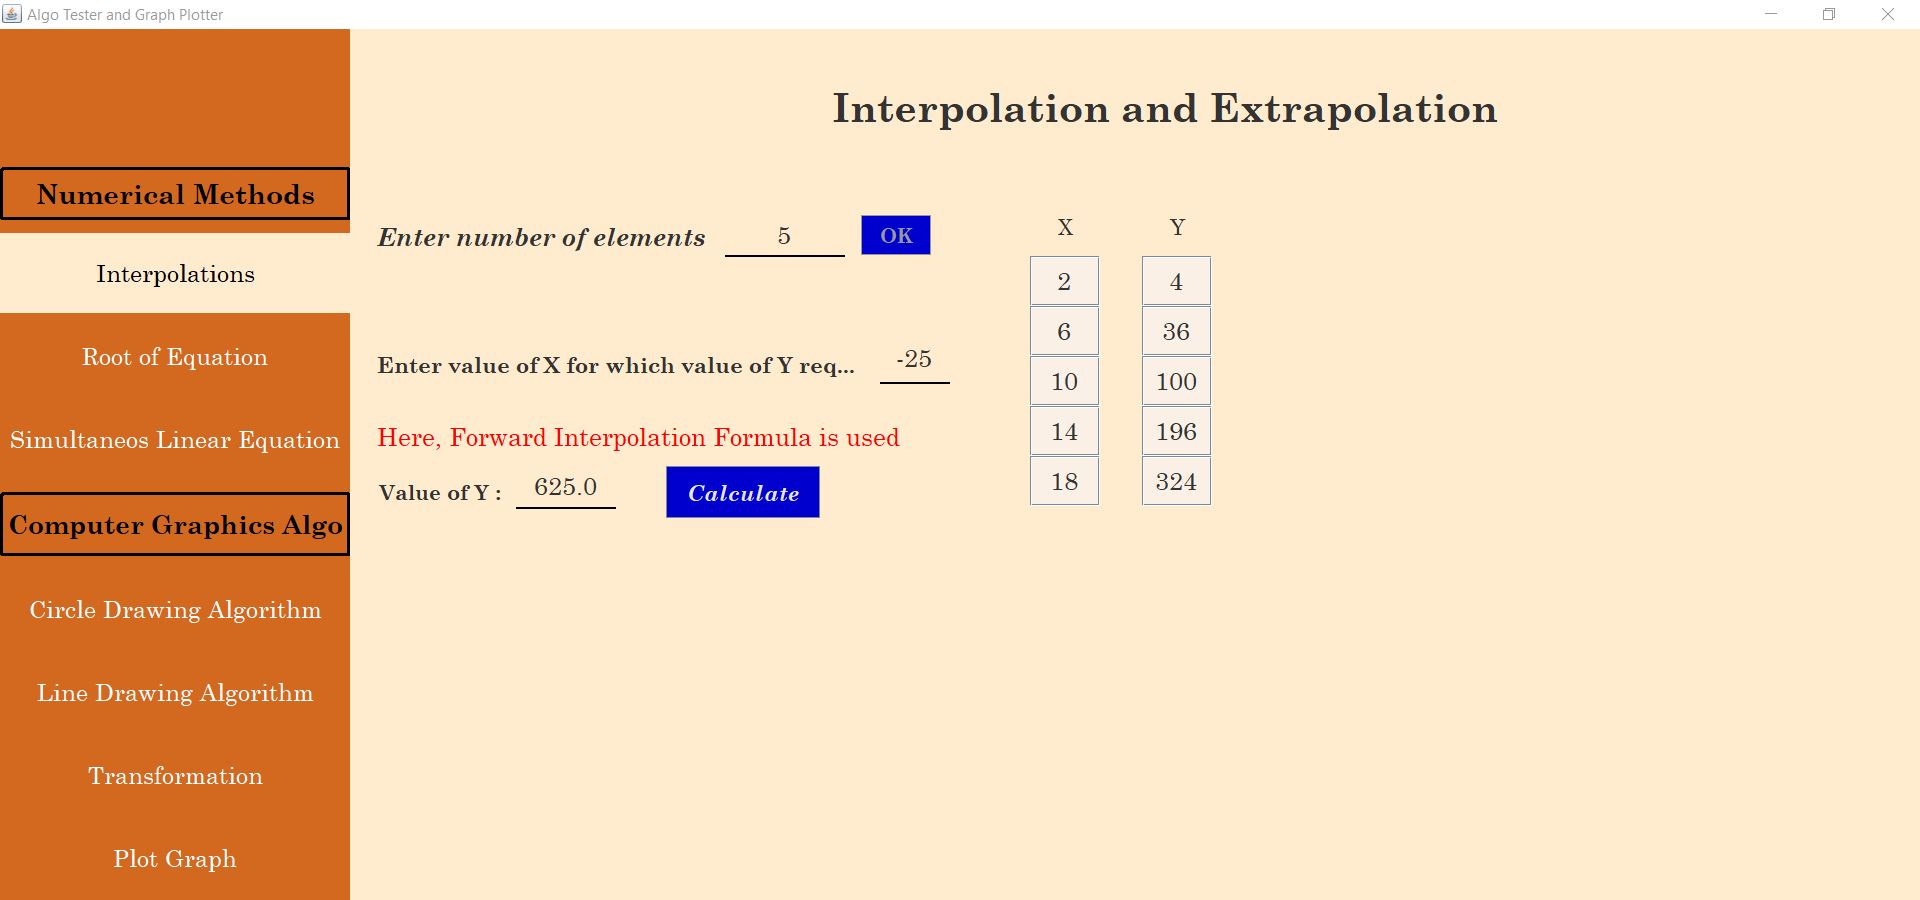 Algo Tester and Graph Plotter
Numerical Methods
Interpolations
Root of Equation
Simultaneos Linear Equation
Computer Graphics Algo
Circle Drawing Algorithm
Line Drawing Algorithm
Transformation
Plot Graph
Interpolation and Extrapolation
Enter number of elements 5 OK
Enter value of X for which value of Y req... -25
Here, Forward Interpolation Formula is used
Value of Y : 625.0 Calculate
X Y
2 4
6 36
10 100
14 196
18 324